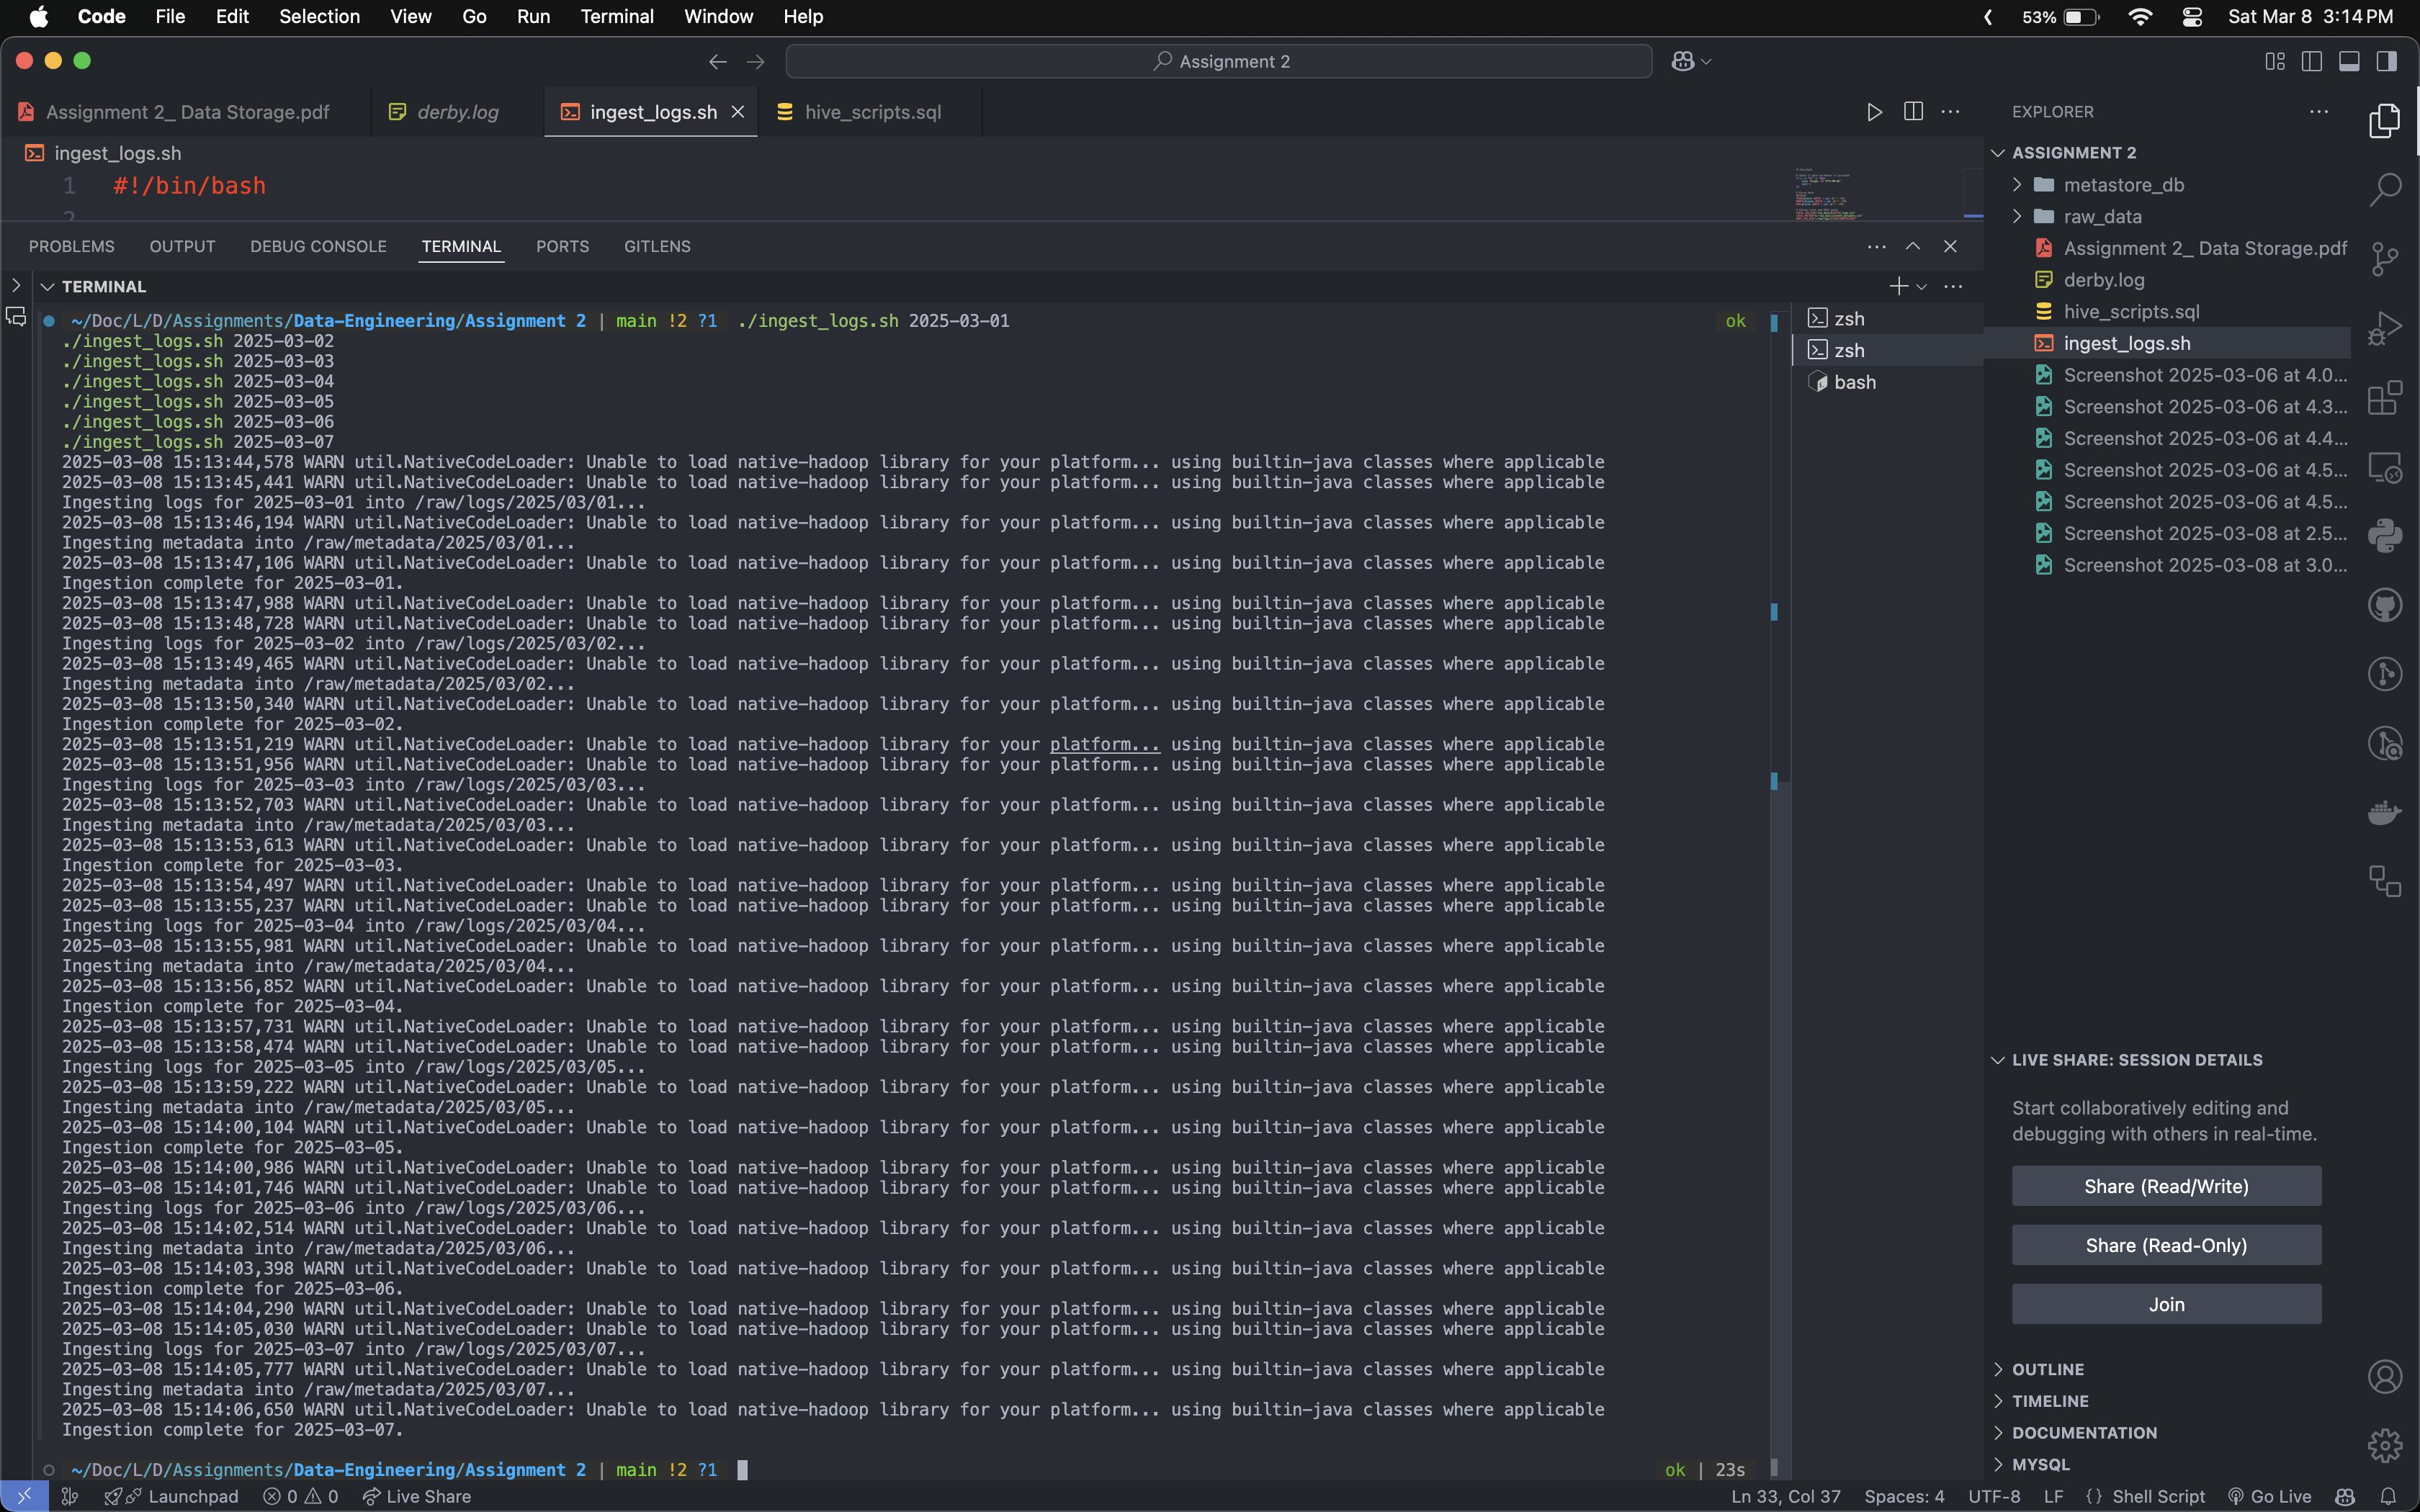 Code File Edit Selection View Go Run Terminal Window Help 53% Sat Mar 8 3:14 PM
Assignment 2
Assignment 2_ Data Storage.pdf derby.log ingest_logs.sh hive_scripts.sql
ingest_logs.sh
1 #!/bin/bash
2
PROBLEMS OUTPUT DEBUG CONSOLE TERMINAL PORTS GITLENS
TERMINAL
~/Doc/L/D/Assignments/Data-Engineering/Assignment 2 | main !2 ?1 ./ingest_logs.sh 2025-03-01 ok
./ingest_logs.sh 2025-03-02
./ingest_logs.sh 2025-03-03
./ingest_logs.sh 2025-03-04
./ingest_logs.sh 2025-03-05
./ingest_logs.sh 2025-03-06
./ingest_logs.sh 2025-03-07
2025-03-08 15:13:44,578 WARN util.NativeCodeLoader: Unable to load native-hadoop library for your platform... using builtin-java classes where applicable
2025-03-08 15:13:45,441 WARN util.NativeCodeLoader: Unable to load native-hadoop library for your platform... using builtin-java classes where applicable
Ingesting logs for 2025-03-01 into /raw/logs/2025/03/01...
2025-03-08 15:13:46,194 WARN util.NativeCodeLoader: Unable to load native-hadoop library for your platform... using builtin-java classes where applicable
Ingesting metadata into /raw/metadata/2025/03/01...
2025-03-08 15:13:47,106 WARN util.NativeCodeLoader: Unable to load native-hadoop library for your platform... using builtin-java classes where applicable
Ingestion complete for 2025-03-01.
2025-03-08 15:13:47,988 WARN util.NativeCodeLoader: Unable to load native-hadoop library for your platform... using builtin-java classes where applicable
2025-03-08 15:13:48,728 WARN util.NativeCodeLoader: Unable to load native-hadoop library for your platform... using builtin-java classes where applicable
Ingesting logs for 2025-03-02 into /raw/logs/2025/03/02...
2025-03-08 15:13:49,465 WARN util.NativeCodeLoader: Unable to load native-hadoop library for your platform... using builtin-java classes where applicable
Ingesting metadata into /raw/metadata/2025/03/02...
2025-03-08 15:13:50,340 WARN util.NativeCodeLoader: Unable to load native-hadoop library for your platform... using builtin-java classes where applicable
Ingestion complete for 2025-03-02.
2025-03-08 15:13:51,219 WARN util.NativeCodeLoader: Unable to load native-hadoop library for your platform... using builtin-java classes where applicable
2025-03-08 15:13:51,956 WARN util.NativeCodeLoader: Unable to load native-hadoop library for your platform... using builtin-java classes where applicable
Ingesting logs for 2025-03-03 into /raw/logs/2025/03/03...
2025-03-08 15:13:52,703 WARN util.NativeCodeLoader: Unable to load native-hadoop library for your platform... using builtin-java classes where applicable
Ingesting metadata into /raw/metadata/2025/03/03...
2025-03-08 15:13:53,613 WARN util.NativeCodeLoader: Unable to load native-hadoop library for your platform... using builtin-java classes where applicable
Ingestion complete for 2025-03-03.
2025-03-08 15:13:54,497 WARN util.NativeCodeLoader: Unable to load native-hadoop library for your platform... using builtin-java classes where applicable
2025-03-08 15:13:55,237 WARN util.NativeCodeLoader: Unable to load native-hadoop library for your platform... using builtin-java classes where applicable
Ingesting logs for 2025-03-04 into /raw/logs/2025/03/04...
2025-03-08 15:13:55,981 WARN util.NativeCodeLoader: Unable to load native-hadoop library for your platform... using builtin-java classes where applicable
Ingesting metadata into /raw/metadata/2025/03/04...
2025-03-08 15:13:56,852 WARN util.NativeCodeLoader: Unable to load native-hadoop library for your platform... using builtin-java classes where applicable
Ingestion complete for 2025-03-04.
2025-03-08 15:13:57,731 WARN util.NativeCodeLoader: Unable to load native-hadoop library for your platform... using builtin-java classes where applicable
2025-03-08 15:13:58,474 WARN util.NativeCodeLoader: Unable to load native-hadoop library for your platform... using builtin-java classes where applicable
Ingesting logs for 2025-03-05 into /raw/logs/2025/03/05...
2025-03-08 15:13:59,222 WARN util.NativeCodeLoader: Unable to load native-hadoop library for your platform... using builtin-java classes where applicable
Ingesting metadata into /raw/metadata/2025/03/05...
2025-03-08 15:14:00,104 WARN util.NativeCodeLoader: Unable to load native-hadoop library for your platform... using builtin-java classes where applicable
Ingestion complete for 2025-03-05.
2025-03-08 15:14:00,986 WARN util.NativeCodeLoader: Unable to load native-hadoop library for your platform... using builtin-java classes where applicable
2025-03-08 15:14:01,746 WARN util.NativeCodeLoader: Unable to load native-hadoop library for your platform... using builtin-java classes where applicable
Ingesting logs for 2025-03-06 into /raw/logs/2025/03/06...
2025-03-08 15:14:02,514 WARN util.NativeCodeLoader: Unable to load native-hadoop library for your platform... using builtin-java classes where applicable
Ingesting metadata into /raw/metadata/2025/03/06...
2025-03-08 15:14:03,398 WARN util.NativeCodeLoader: Unable to load native-hadoop library for your platform... using builtin-java classes where applicable
Ingestion complete for 2025-03-06.
2025-03-08 15:14:04,290 WARN util.NativeCodeLoader: Unable to load native-hadoop library for your platform... using builtin-java classes where applicable
2025-03-08 15:14:05,030 WARN util.NativeCodeLoader: Unable to load native-hadoop library for your platform... using builtin-java classes where applicable
Ingesting logs for 2025-03-07 into /raw/logs/2025/03/07...
2025-03-08 15:14:05,777 WARN util.NativeCodeLoader: Unable to load native-hadoop library for your platform... using builtin-java classes where applicable
Ingesting metadata into /raw/metadata/2025/03/07...
2025-03-08 15:14:06,650 WARN util.NativeCodeLoader: Unable to load native-hadoop library for your platform... using builtin-java classes where applicable
Ingestion complete for 2025-03-07.
~/Doc/L/D/Assignments/Data-Engineering/Assignment 2 | main !2 ?1 ok | 23s
zsh
zsh
bash
EXPLORER
ASSIGNMENT 2
metastore_db
raw_data
Assignment 2_ Data Storage.pdf
derby.log
hive_scripts.sql
ingest_logs.sh
Screenshot 2025-03-06 at 4.0...
Screenshot 2025-03-06 at 4.3...
Screenshot 2025-03-06 at 4.4...
Screenshot 2025-03-06 at 4.5...
Screenshot 2025-03-06 at 4.5...
Screenshot 2025-03-08 at 2.5...
Screenshot 2025-03-08 at 3.0...
LIVE SHARE: SESSION DETAILS
Start collaboratively editing and
debugging with others in real-time.
Share (Read/Write)
Share (Read-Only)
Join
OUTLINE
TIMELINE
DOCUMENTATION
MYSQL
Launchpad 0 0 Live Share Ln 33, Col 37 Spaces: 4 UTF-8 LF {} Shell Script Go Live